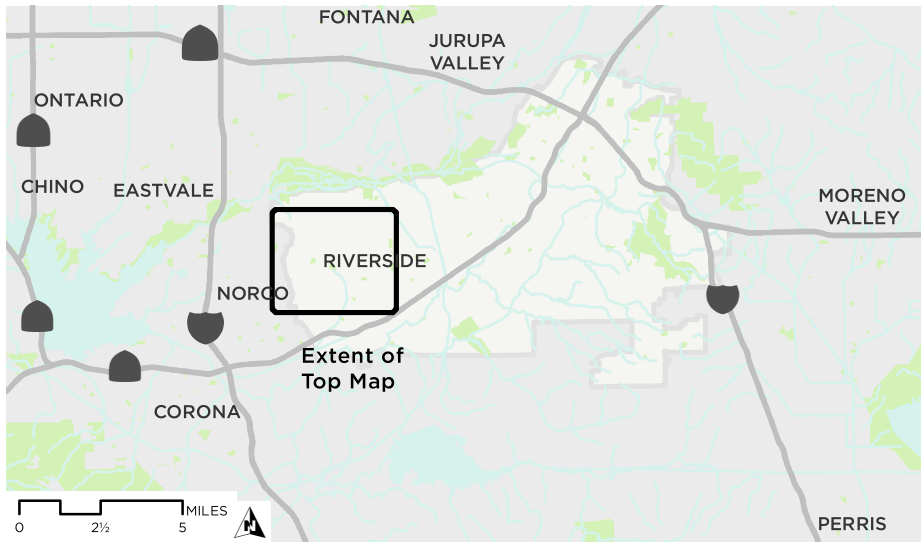 FONTANA
JURUPA
VALLEY
ONTARIO
CHINO
EASTVALE
MORENO
VALLEY
RIVERSIDE
NORCO
Extent of
Top Map
CORONA
MILES
0 2½ 5
N
PERRIS